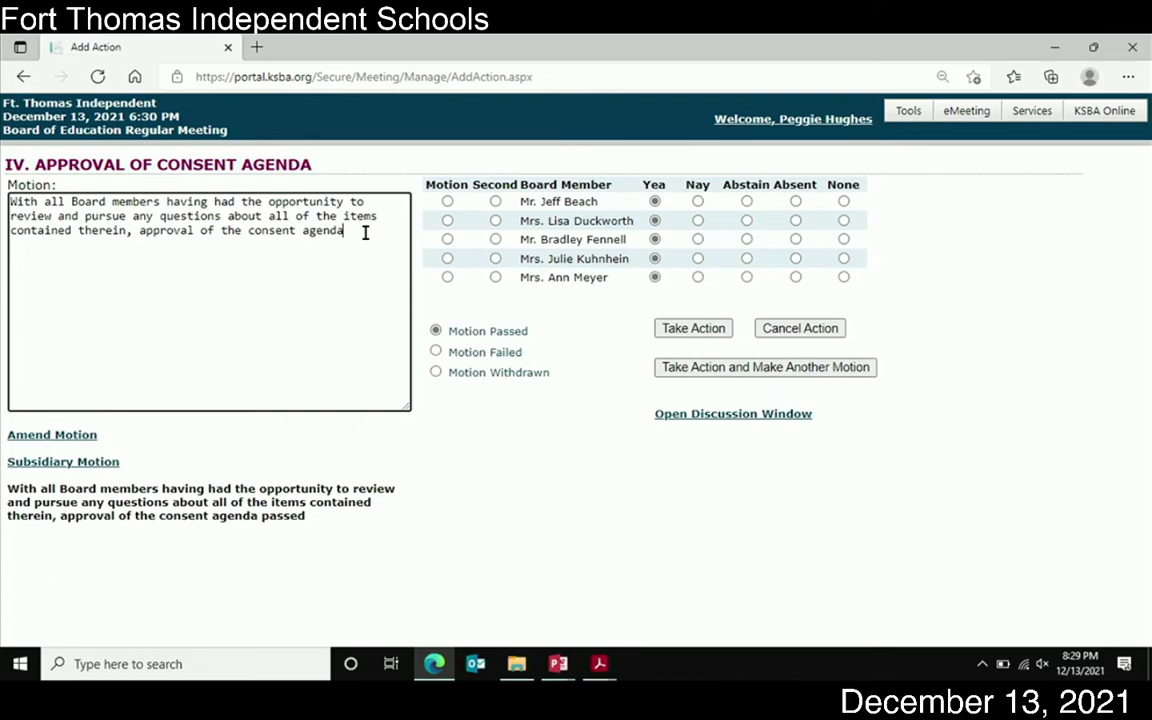 Fort Thomas Independent Schools
Add Action
https://portal.ksba.org/Secure/Meeting/Manage/AddAction.aspx
Ft. Thomas Independent
December 13, 2021 6:30 PM
Board of Education Regular Meeting
Welcome, Peggie Hughes
Tools eMeeting Services KSBA Online
IV. APPROVAL OF CONSENT AGENDA
Motion:
With all Board members having had the opportunity to
review and pursue any questions about all of the items
contained therein, approval of the consent agenda
Motion Second Board Member Yea Nay Abstain Absent None
Mr. Jeff Beach
Mrs. Lisa Duckworth
Mr. Bradley Fennell
Mrs. Julie Kuhnhein
Mrs. Ann Meyer
Motion Passed
Motion Failed
Motion Withdrawn
Take Action Cancel Action
Take Action and Make Another Motion
Open Discussion Window
Amend Motion
Subsidiary Motion
With all Board members having had the opportunity to review
and pursue any questions about all of the items contained
therein, approval of the consent agenda passed
Type here to search
8:29 PM
12/13/2021
December 13, 2021